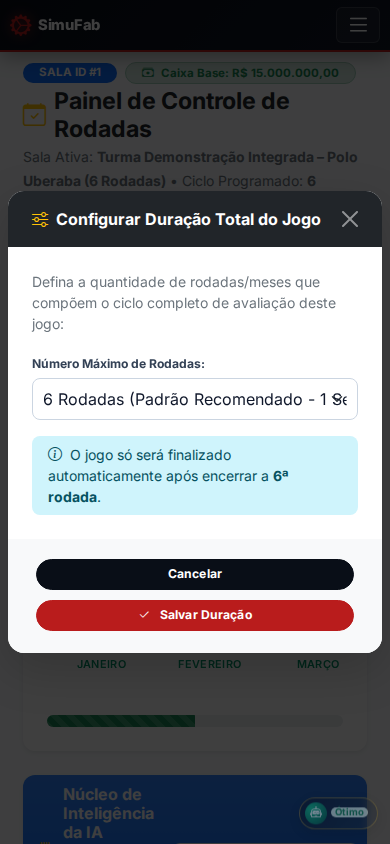 SimuFab
SALA ID #1
Caixa Base: R$ 15.000.000,00
Painel de Controle de
Rodadas
Sala Ativa: Turma Demonstração Integrada – Polo
Uberaba (6 Rodadas) • Ciclo Programado: 6
Configurar Duração Total do Jogo
Defina a quantidade de rodadas/meses que
compõem o ciclo completo de avaliação deste
jogo:
Número Máximo de Rodadas:
6 Rodadas (Padrão Recomendado - 1 Se
O jogo só será finalizado
automaticamente após encerrar a 6ª
rodada.
Cancelar
Salvar Duração
JANEIRO
FEVEREIRO
MARÇO
Núcleo de
Inteligência
da IA
Ótimo